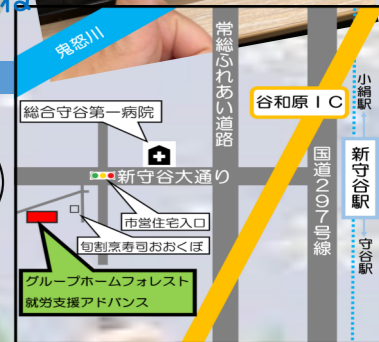 は
鬼怒川
常総ふれあい道路
小絹駅
谷和原IC
総合守谷第一病院
新守谷駅
国道297号線
新守谷大通り
市営住宅入口
旬割烹寿司おおくぼ
守谷駅
グループホームフォレスト
就労支援アドバンス